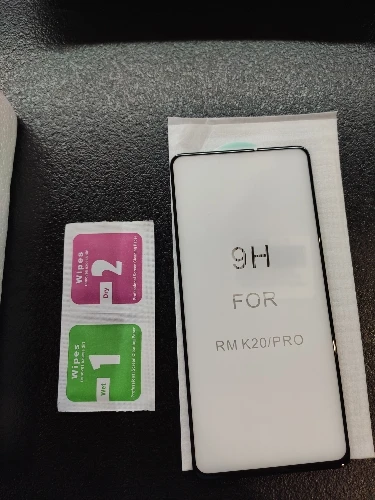 9H
FOR
RM K20/PRO
Wipes
Dry 2
Wipes
Wet 1